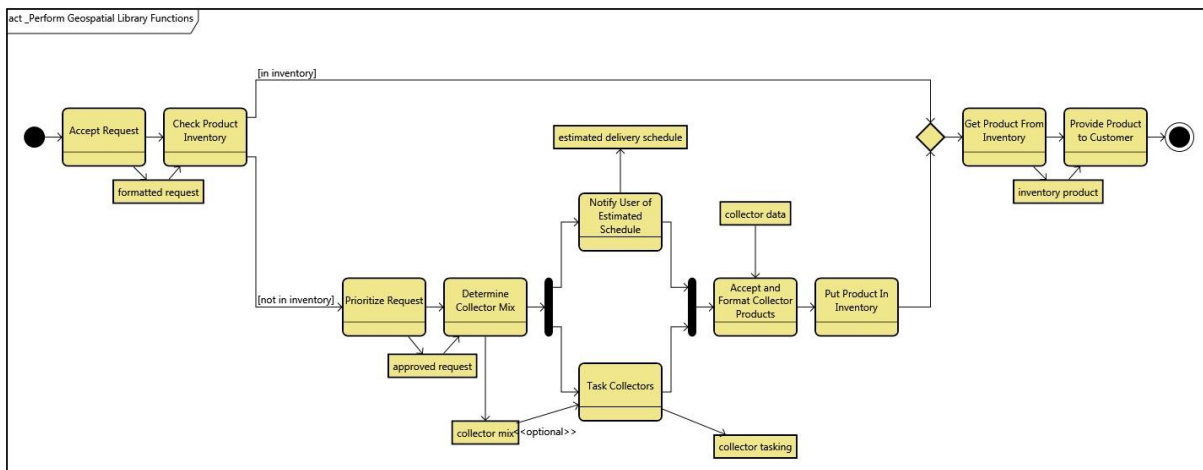 act _Perform Geospatial Library Functions
[in inventory]
Accept Request
Check Product
Inventory
formatted request
estimated delivery schedule
Notify User of
Estimated
Schedule
collector data
Get Product From
Inventory
Provide Product
to Customer
inventory product
[not in inventory]
Prioritize Request
Determine
Collector Mix
approved request
Accept and
Format Collector
Products
Put Product In
Inventory
Task Collectors
collector mix
<<optional>>
collector tasking